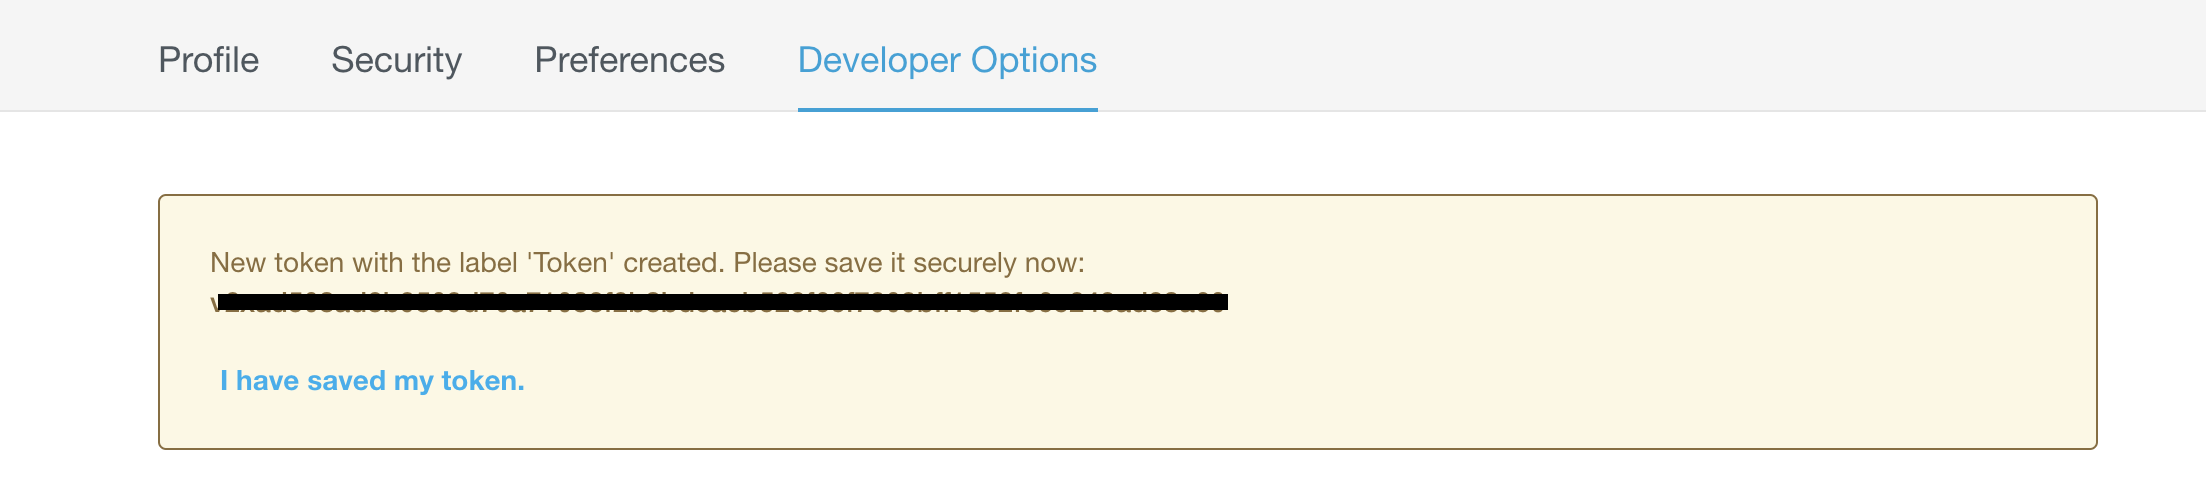 Profile Security Preferences Developer Options
New token with the label 'Token' created. Please save it securely now:
I have saved my token.